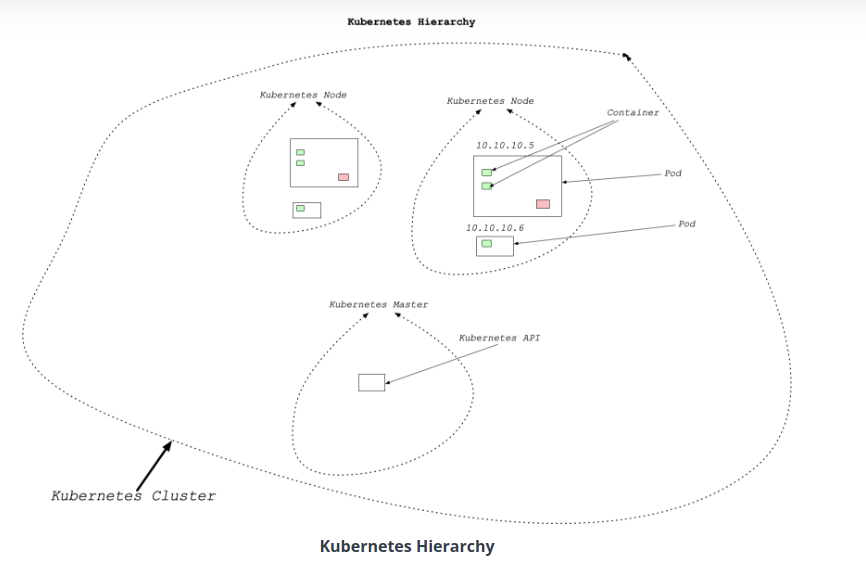 Kubernetes Hierarchy
Kubernetes Node
Kubernetes Node
Container
10.10.10.5
Pod
10.10.10.6
Pod
Kubernetes Master
Kubernetes API
Kubernetes Cluster
Kubernetes Hierarchy